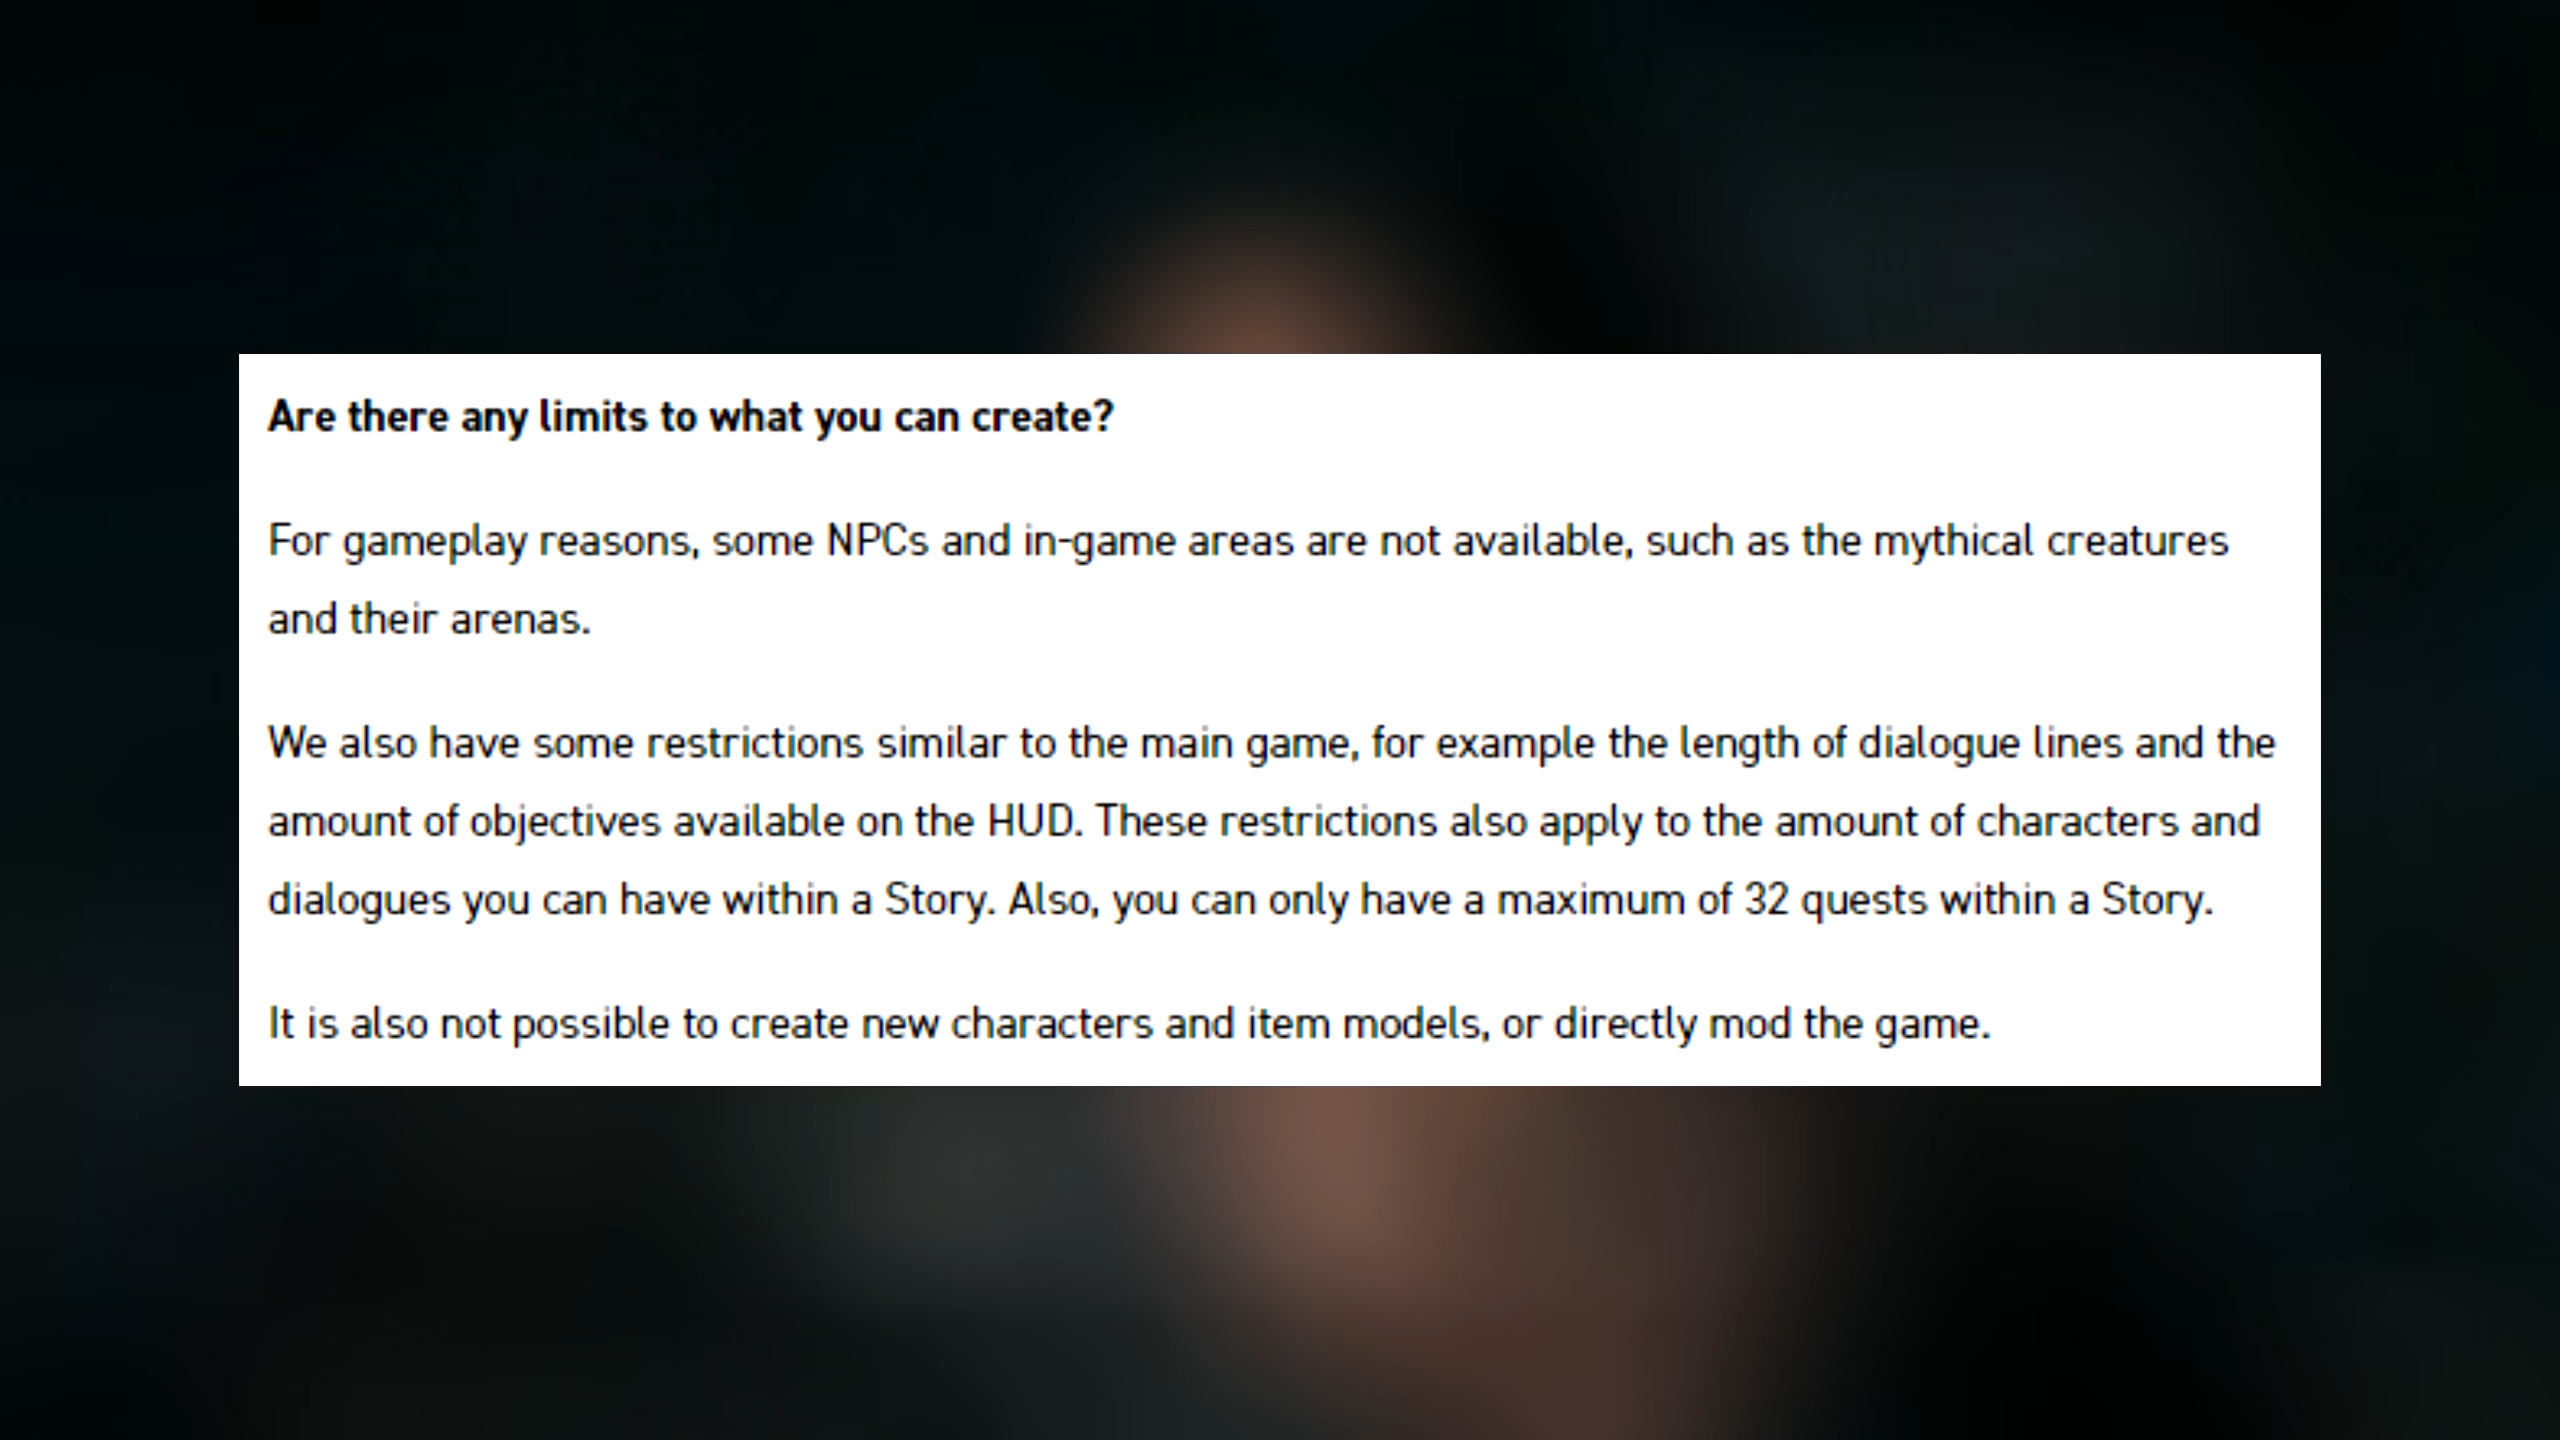 Are there any limits to what you can create?
For gameplay reasons, some NPCs and in-game areas are not available, such as the mythical creatures
and their arenas.
We also have some restrictions similar to the main game, for example the length of dialogue lines and the
amount of objectives available on the HUD. These restrictions also apply to the amount of characters and
dialogues you can have within a Story. Also, you can only have a maximum of 32 quests within a Story.
It is also not possible to create new characters and item models, or directly mod the game.